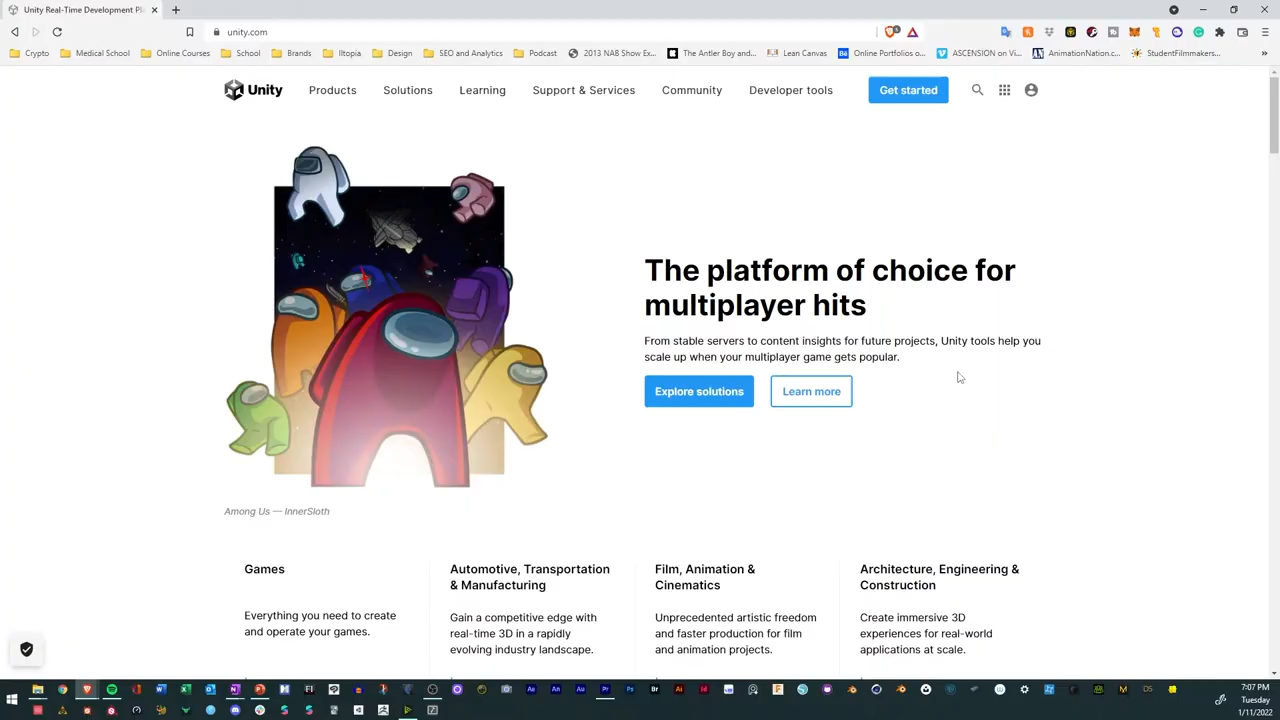 Unity Real-Time Development Pl
unity.com
Crypto
Medical School
Online Courses
School
Brands
Iltopia
Design
SEO and Analytics
Podcast
2013 NAB Show Ex...
The Antler Boy and...
Lean Canvas
Online Portfolios o...
ASCENSION on Vi...
AnimationNation.c...
StudentFilmmakers...
Unity
Products
Solutions
Learning
Support & Services
Community
Developer tools
Get started
The platform of choice for
multiplayer hits
From stable servers to content insights for future projects, Unity tools help you
scale up when your multiplayer game gets popular.
Explore solutions
Learn more
Among Us — InnerSloth
Games
Everything you need to create
and operate your games.
Automotive, Transportation
& Manufacturing
Gain a competitive edge with
real-time 3D in a rapidly
evolving industry landscape.
Film, Animation &
Cinematics
Unprecedented artistic freedom
and faster production for film
and animation projects.
Architecture, Engineering &
Construction
Create immersive 3D
experiences for real-world
applications at scale.
7:07 PM
Tuesday
1/11/2022